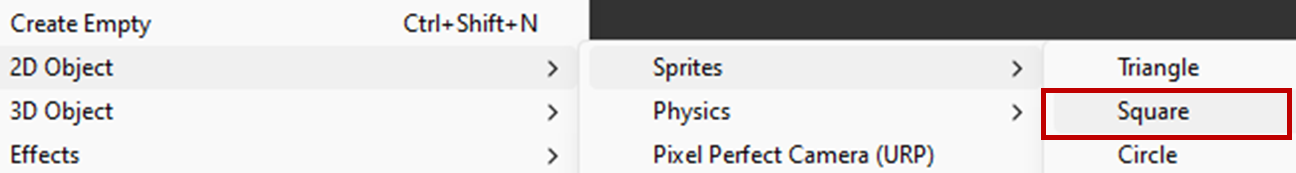 Create Empty Ctrl+Shift+N
2D Object
3D Object
Effects
Sprites
Physics
Pixel Perfect Camera (URP)
Triangle
Square
Circle